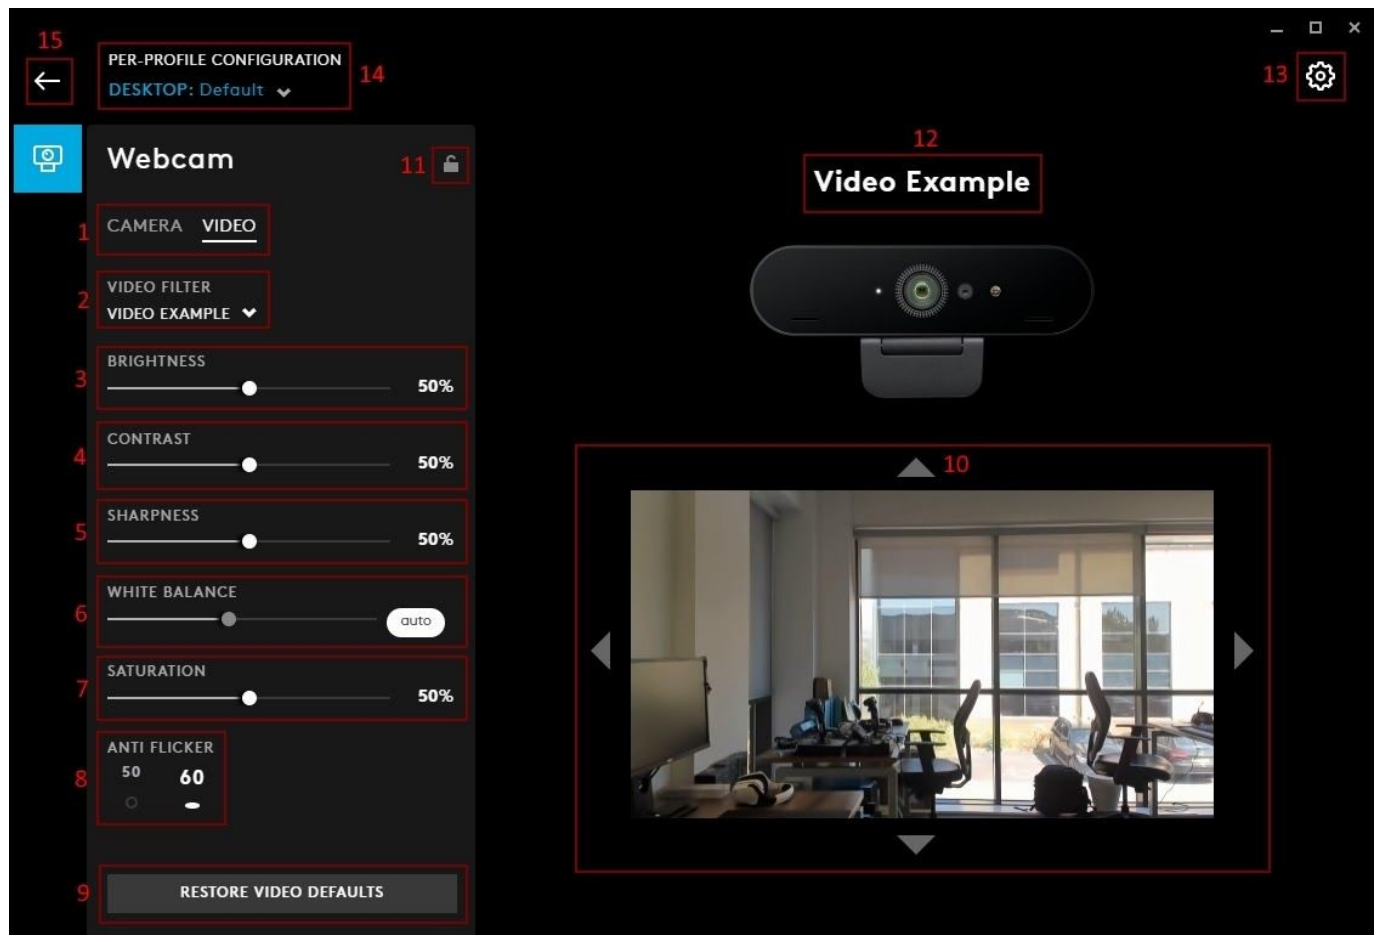 15
PER-PROFILE CONFIGURATION
DESKTOP: Default
14
13
Webcam
11
12
Video Example
1
CAMERA VIDEO
2
VIDEO FILTER
VIDEO EXAMPLE
3
BRIGHTNESS
50%
4
CONTRAST
50%
5
SHARPNESS
50%
6
WHITE BALANCE
auto
7
SATURATION
50%
8
ANTI FLICKER
50 60
9
RESTORE VIDEO DEFAULTS
10